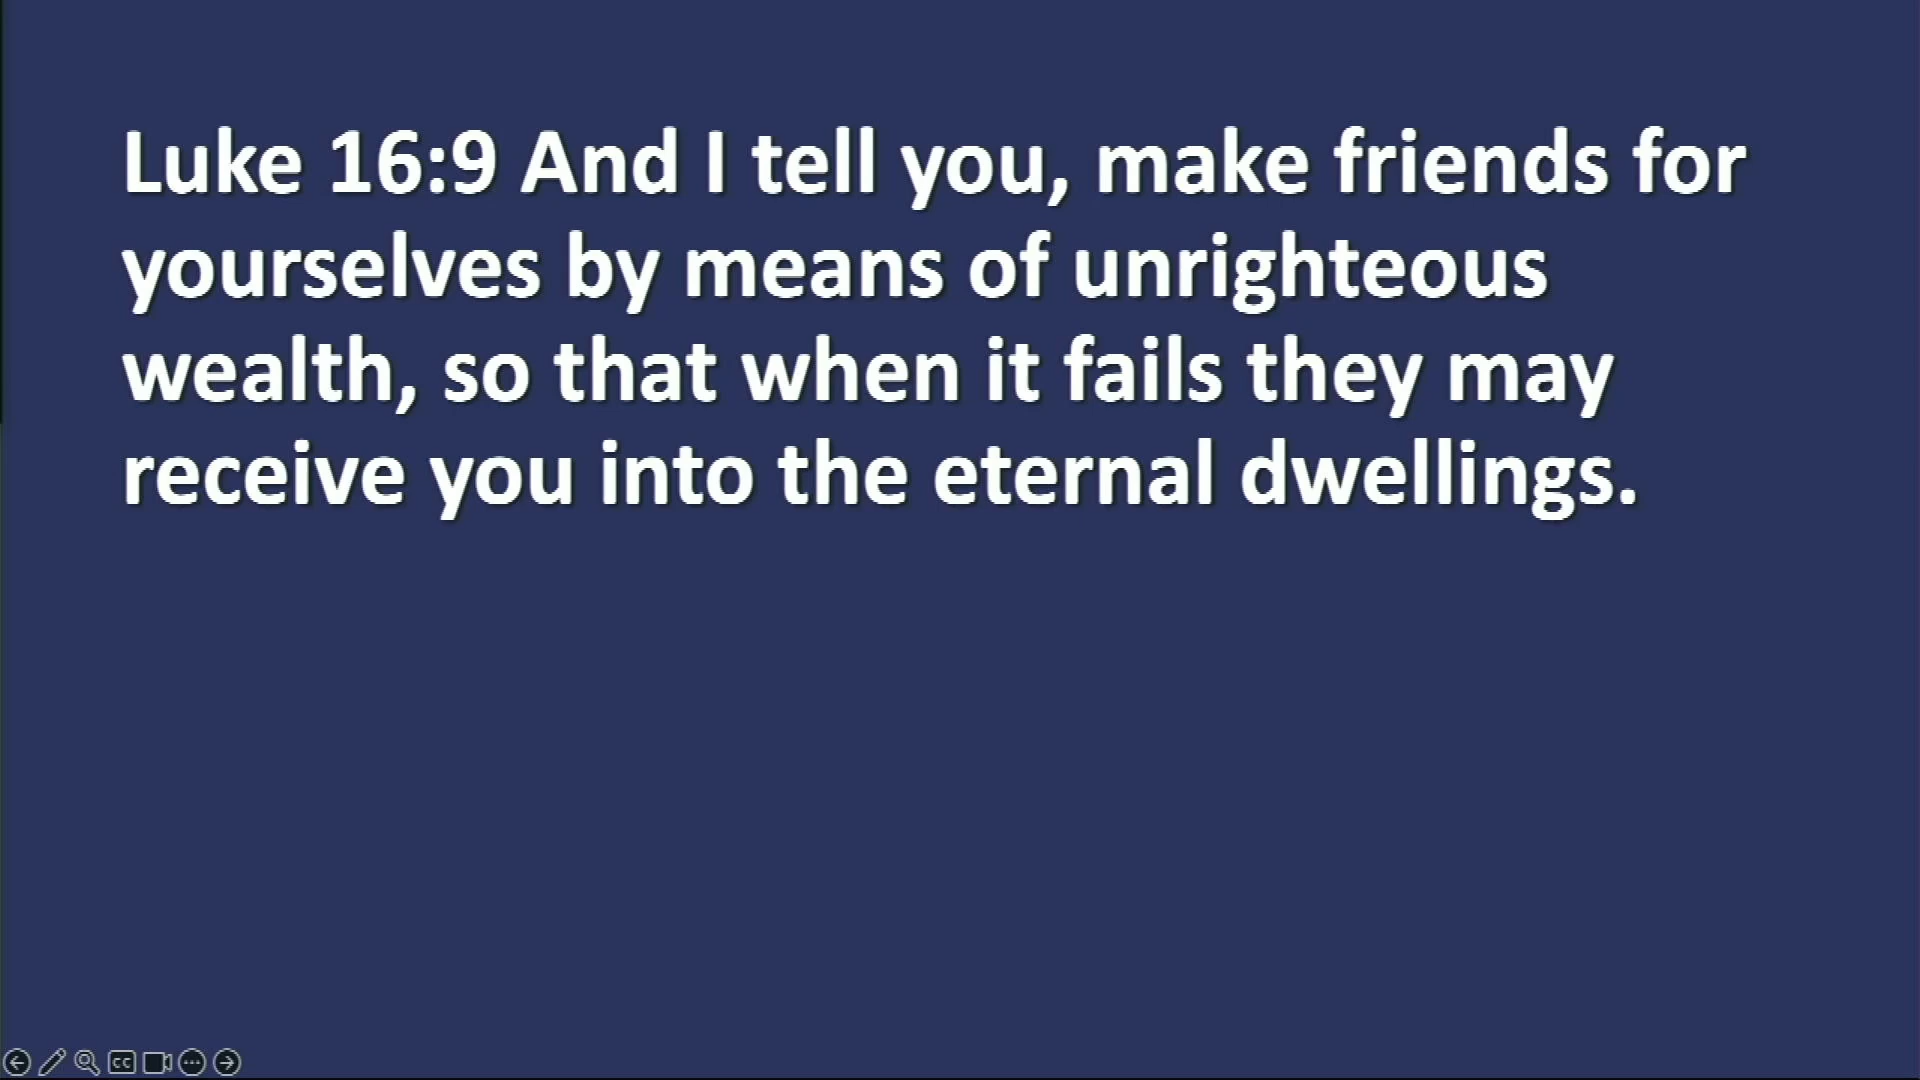 Luke 16:9 And I tell you, make friends for
yourselves by means of unrighteous
wealth, so that when it fails they may
receive you into the eternal dwellings.
CC